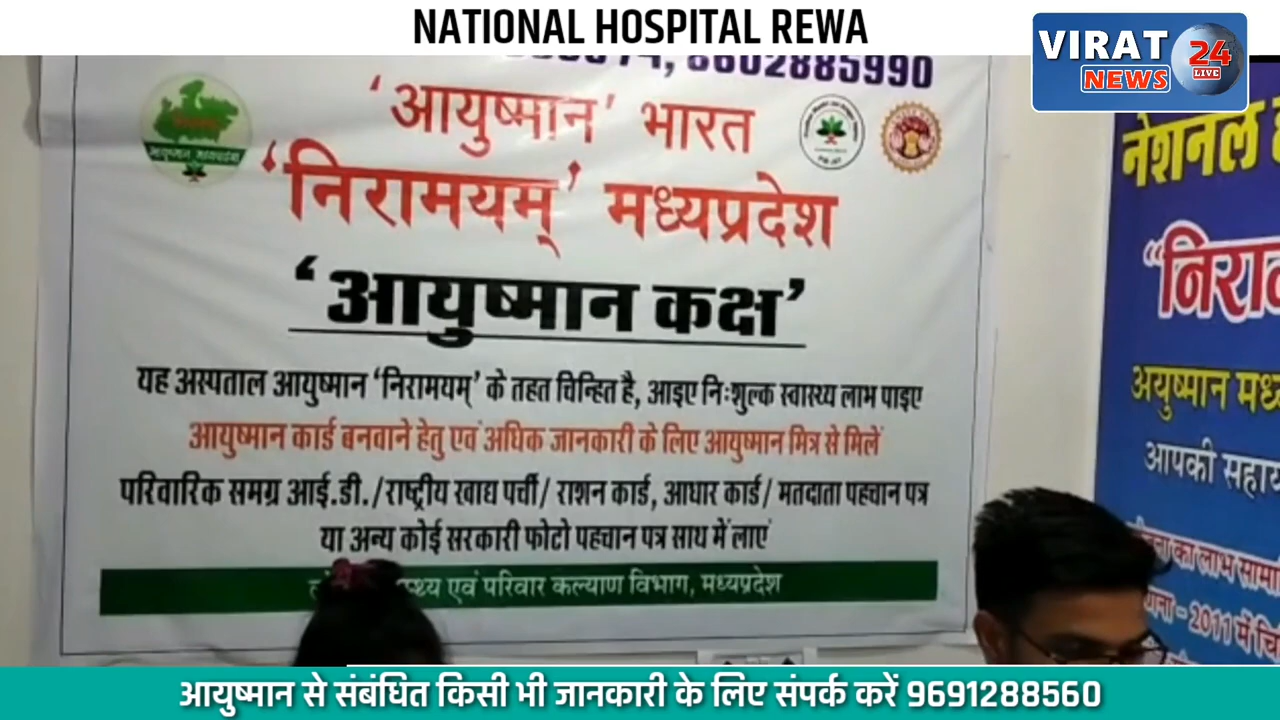 NATIONAL HOSPITAL REWA
VIRAT
NEWS
24
LIVE
8602885990
‘आयुष्मान’ भारत
‘निरामयम्’ मध्यप्रदेश
‘आयुष्मान कक्ष’
यह अस्पताल आयुष्मान ‘निरामयम्’ के तहत चिन्हित है, आइए निःशुल्क स्वास्थ्य लाभ पाइए
आयुष्मान कार्ड बनवाने हेतु एवं अधिक जानकारी के लिए आयुष्मान मित्र से मिलें
परिवारिक समग्र आई.डी./राष्ट्रीय खाद्य पर्ची/ राशन कार्ड, आधार कार्ड/ मतदाता पहचान पत्र
या अन्य कोई सरकारी फोटो पहचान पत्र साथ में लाएं
एवं परिवार कल्याण विभाग, मध्यप्रदेश
नेशनल
अयुष्मान
आपकी
का लाभ
- 2011 में
आयुष्मान से संबंधित किसी भी जानकारी के लिए संपर्क करें 9691288560